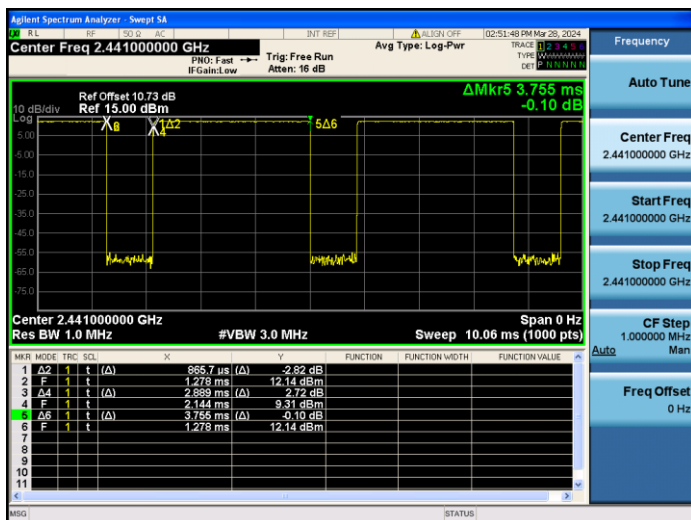 Agilent Spectrum Analyzer - Swept SA
RL RF 50 Ω AC INT REF ALIGN OFF 02:51:48 PM Mar 28, 2024
Center Freq 2.441000000 GHz
PNO: Fast
IFGain:Low
Trig: Free Run
Atten: 16 dB
Avg Type: Log-Pwr
TRACE 1 2 3 4 5 6
TYPE W
DET P N N N N N
ΔMkr5 3.755 ms
-0.10 dB
Ref Offset 10.73 dB
10 dB/div Ref 15.00 dBm
Log
1Δ2
4
5Δ6
5.00
-5.00
-15.0
-25.0
-35.0
-45.0
-55.0
-65.0
-75.0
Center 2.441000000 GHz Span 0 Hz
Res BW 1.0 MHz #VBW 3.0 MHz Sweep 10.06 ms (1000 pts)
MKR MODE TRC SCL X Y FUNCTION FUNCTION WIDTH FUNCTION VALUE
1 Δ2 1 t (Δ) 865.7 µs (Δ) -2.82 dB
2 F 1 t 1.278 ms 12.14 dBm
3 Δ4 1 t (Δ) 2.889 ms (Δ) 2.72 dB
4 F 1 t 2.144 ms 9.31 dBm
5 Δ6 1 t (Δ) 3.755 ms (Δ) -0.10 dB
6 F 1 t 1.278 ms 12.14 dBm
7
8
9
10
11
MSG STATUS
Frequency
Auto Tune
Center Freq
2.441000000 GHz
Start Freq
2.441000000 GHz
Stop Freq
2.441000000 GHz
CF Step
1.000000 MHz
Auto Man
Freq Offset
0 Hz